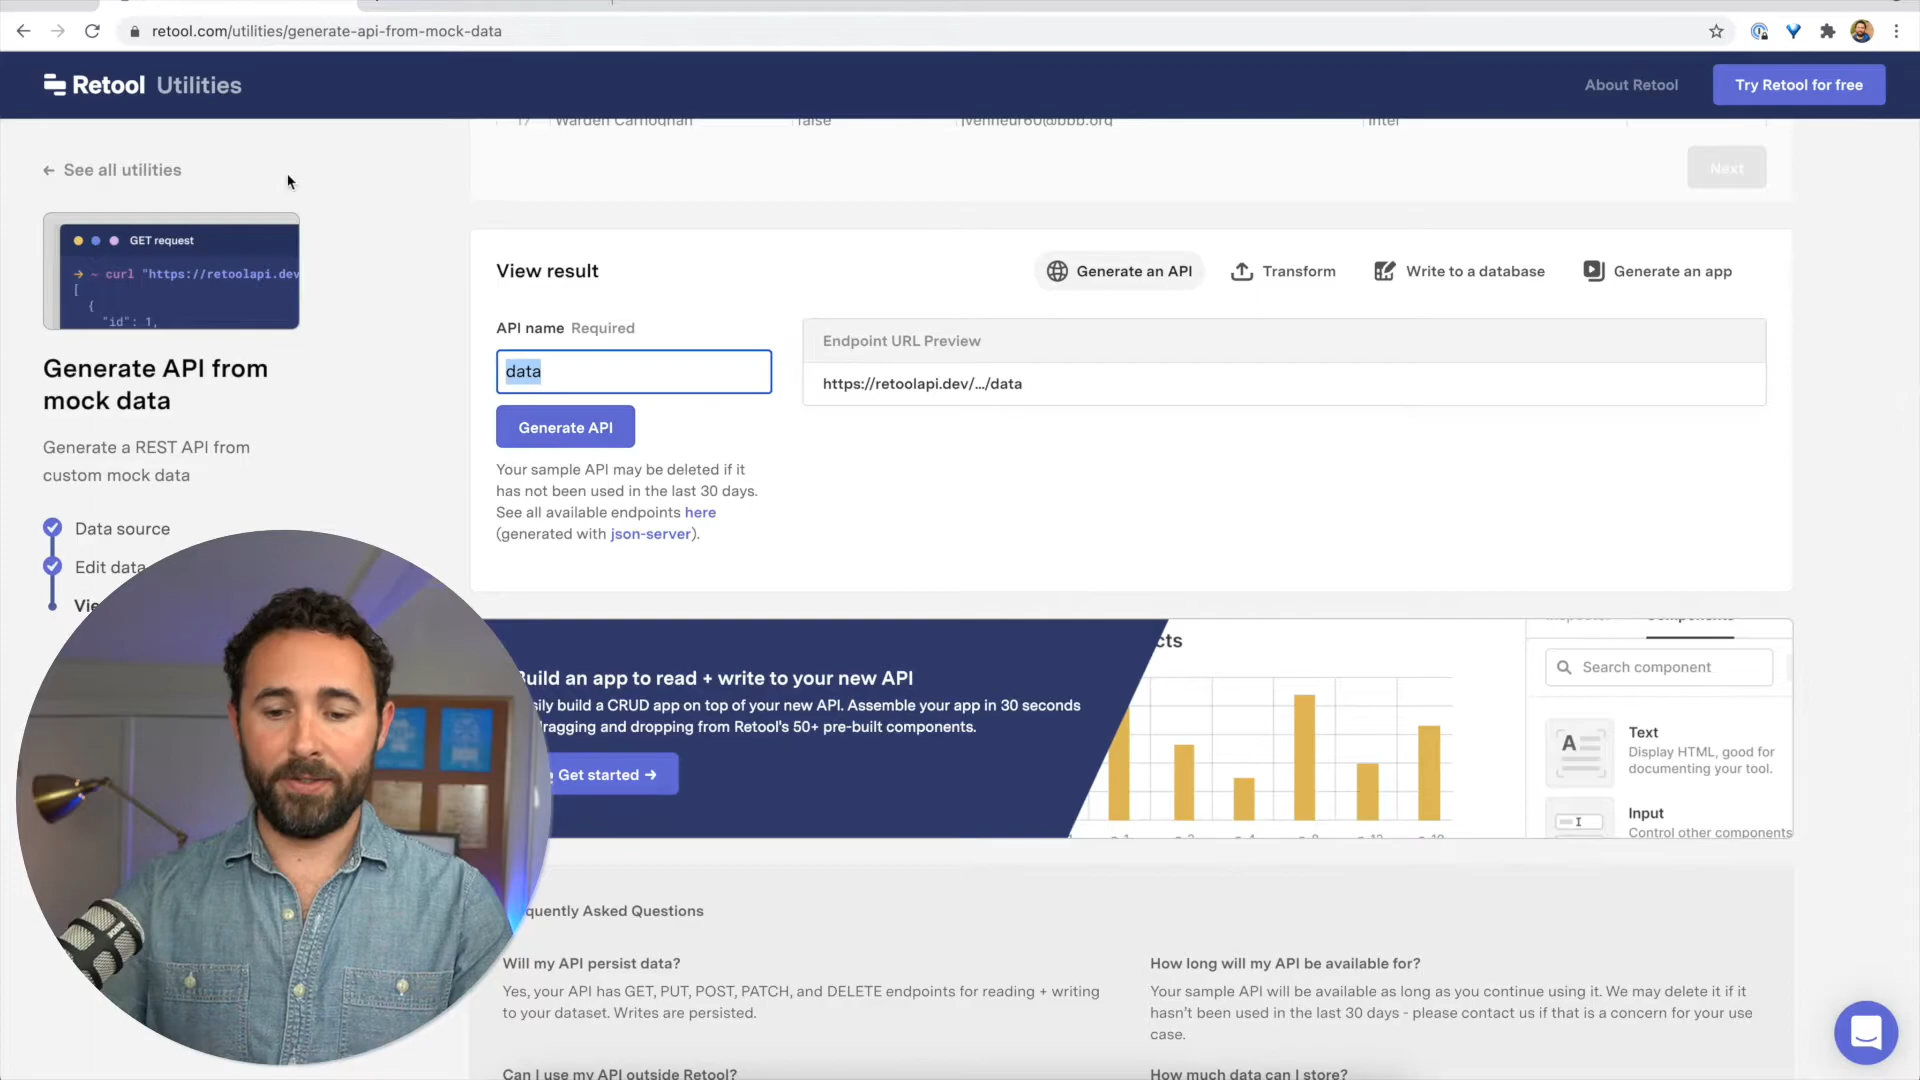 retool.com/utilities/generate-api-from-mock-data
Retool Utilities
About Retool
Try Retool for free
17 Warden Carnoghan false jvenneur60@bbb.org Intel
← See all utilities
Next
GET request
→ ~ curl "https://retoolapi.dev
[
{
"id": 1,
Generate API from
mock data
Generate a REST API from
custom mock data
Data source
Edit data
Vie
View result
Generate an API
Transform
Write to a database
Generate an app
API name Required
data
Generate API
Your sample API may be deleted if it
has not been used in the last 30 days.
See all available endpoints here
(generated with json-server).
Endpoint URL Preview
https://retoolapi.dev/.../data
Build an app to read + write to your new API
sily build a CRUD app on top of your new API. Assemble your app in 30 seconds
ragging and dropping from Retool's 50+ pre-built components.
Get started →
cts
Components
Search component
A
Text
Display HTML, good for
documenting your tool.
Input
Control other components
quently Asked Questions
Will my API persist data?
Yes, your API has GET, PUT, POST, PATCH, and DELETE endpoints for reading + writing
to your dataset. Writes are persisted.
How long will my API be available for?
Your sample API will be available as long as you continue using it. We may delete it if it
hasn't been used in the last 30 days - please contact us if that is a concern for your use
case.
Can I use my API outside Retool?
How much data can I store?